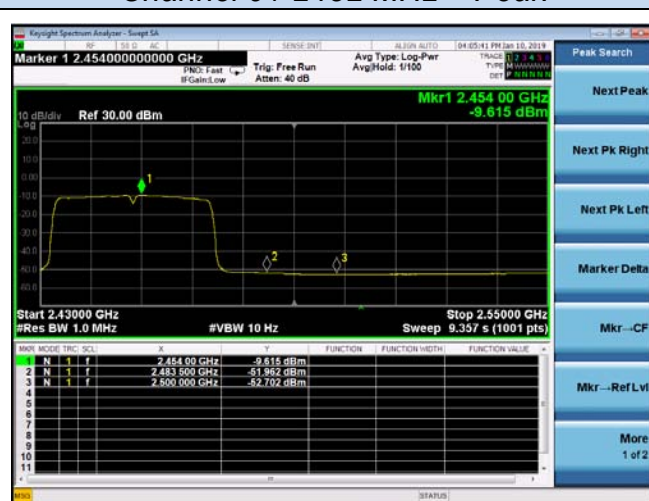 Keysight Spectrum Analyzer - Swept SA
RF 50 Ω AC SENSE:INT ALIGN AUTO 04:05:41 PM Jan 10, 2019
Marker 1 2.454000000000 GHz
PNO: Fast
IFGain:Low
Trig: Free Run
Atten: 40 dB
Avg Type: Log-Pwr
Avg|Hold: 1/100
TRACE 1 2 3 4 5 6
TYPE
DET P N N N N N
Mkr1 2.454 00 GHz
-9.615 dBm
10 dB/div Ref 30.00 dBm
Log
20.0
10.0
0.00
-10.0
-20.0
-30.0
-40.0
-50.0
-60.0
1
2
3
Start 2.43000 GHz Stop 2.55000 GHz
#Res BW 1.0 MHz #VBW 10 Hz Sweep 9.357 s (1001 pts)
MKR MODE TRC SCL X Y FUNCTION FUNCTION WIDTH FUNCTION VALUE
1 N 1 f 2.454 00 GHz -9.615 dBm
2 N 1 f 2.483 500 GHz -51.962 dBm
3 N 1 f 2.500 000 GHz -52.702 dBm
4
5
6
7
8
9
10
11
MSG STATUS
Peak Search
Next Peak
Next Pk Right
Next Pk Left
Marker Delta
Mkr→CF
Mkr→Ref Lvl
More
1 of 2